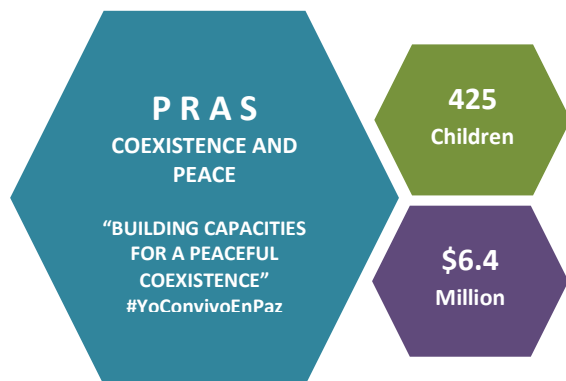 P R A S
COEXISTENCE AND
PEACE
“BUILDING CAPACITIES
FOR A PEACEFUL
COEXISTENCE”
#YoConvivoEnPaz
425
Children
$6.4
Million